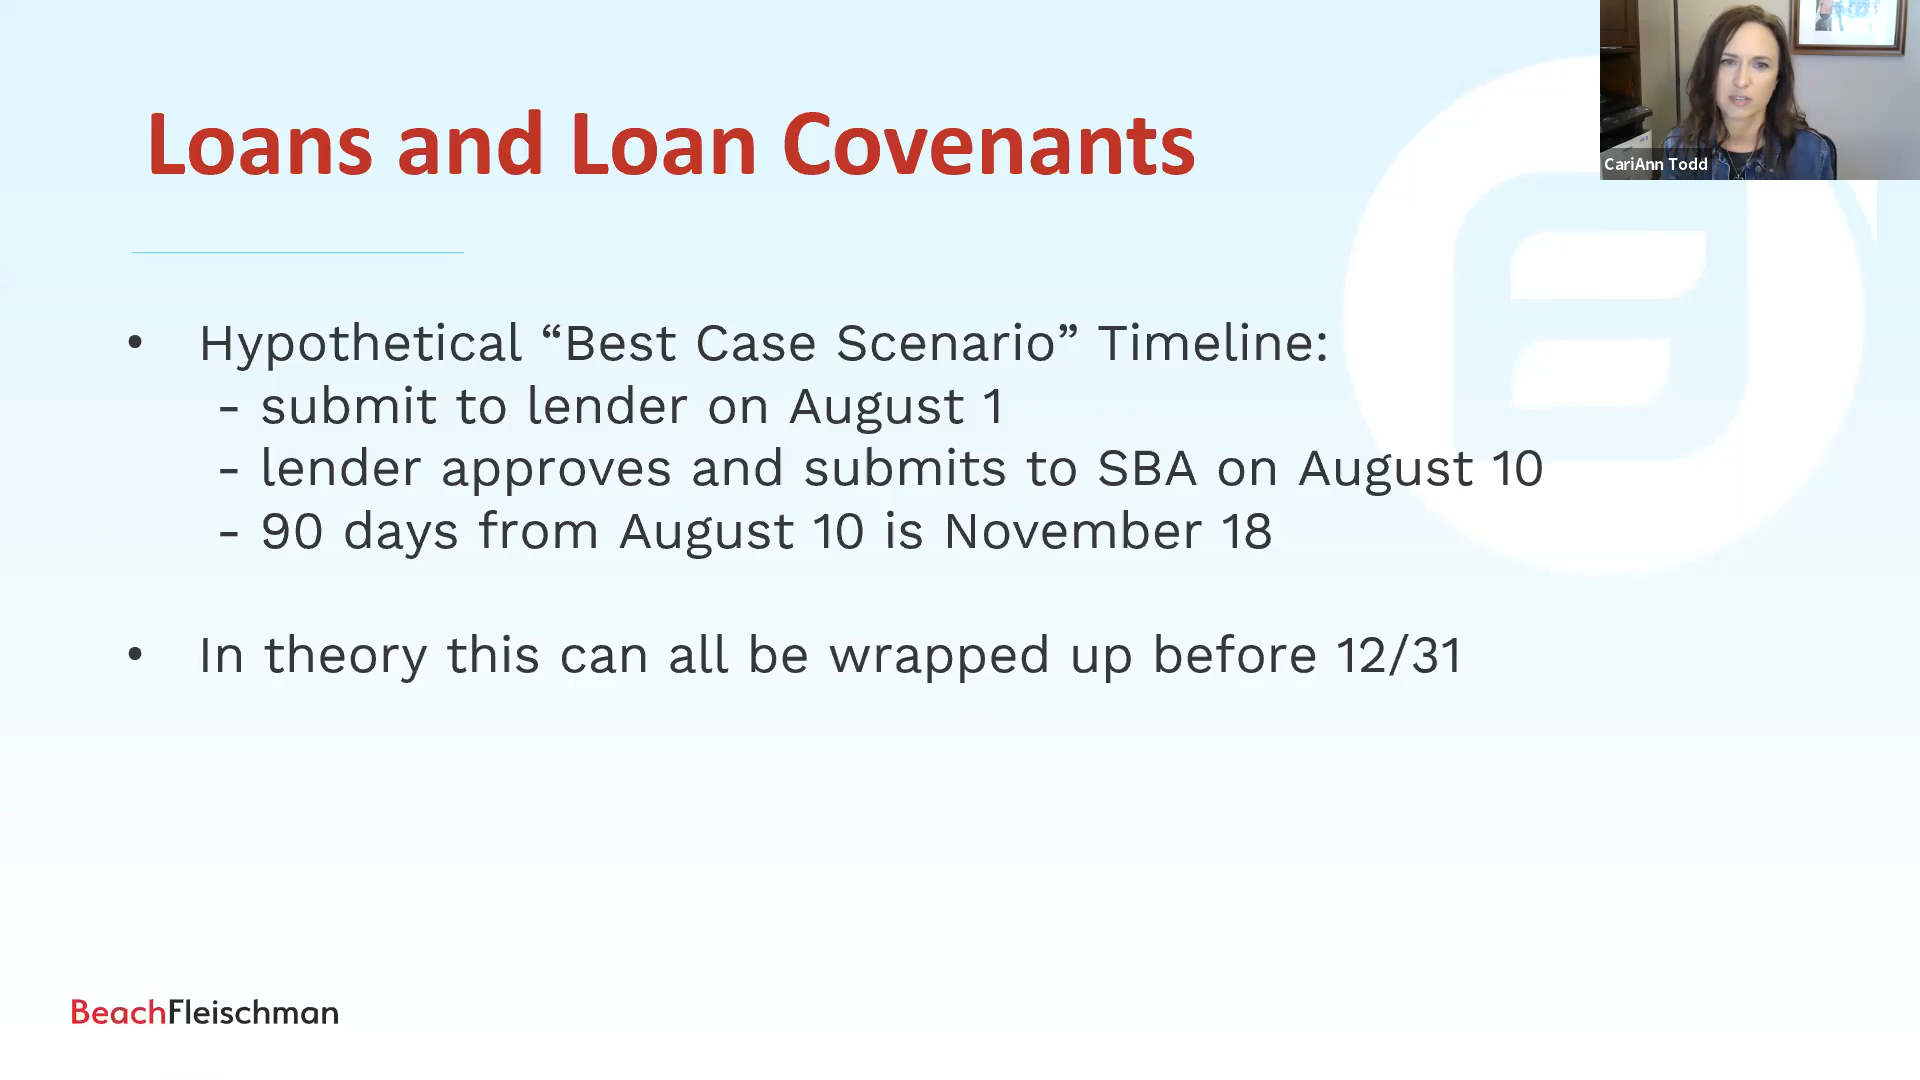 Loans and Loan Covenants
CariAnn Todd
• Hypothetical “Best Case Scenario” Timeline:
- submit to lender on August 1
- lender approves and submits to SBA on August 10
- 90 days from August 10 is November 18
• In theory this can all be wrapped up before 12/31
BeachFleischman